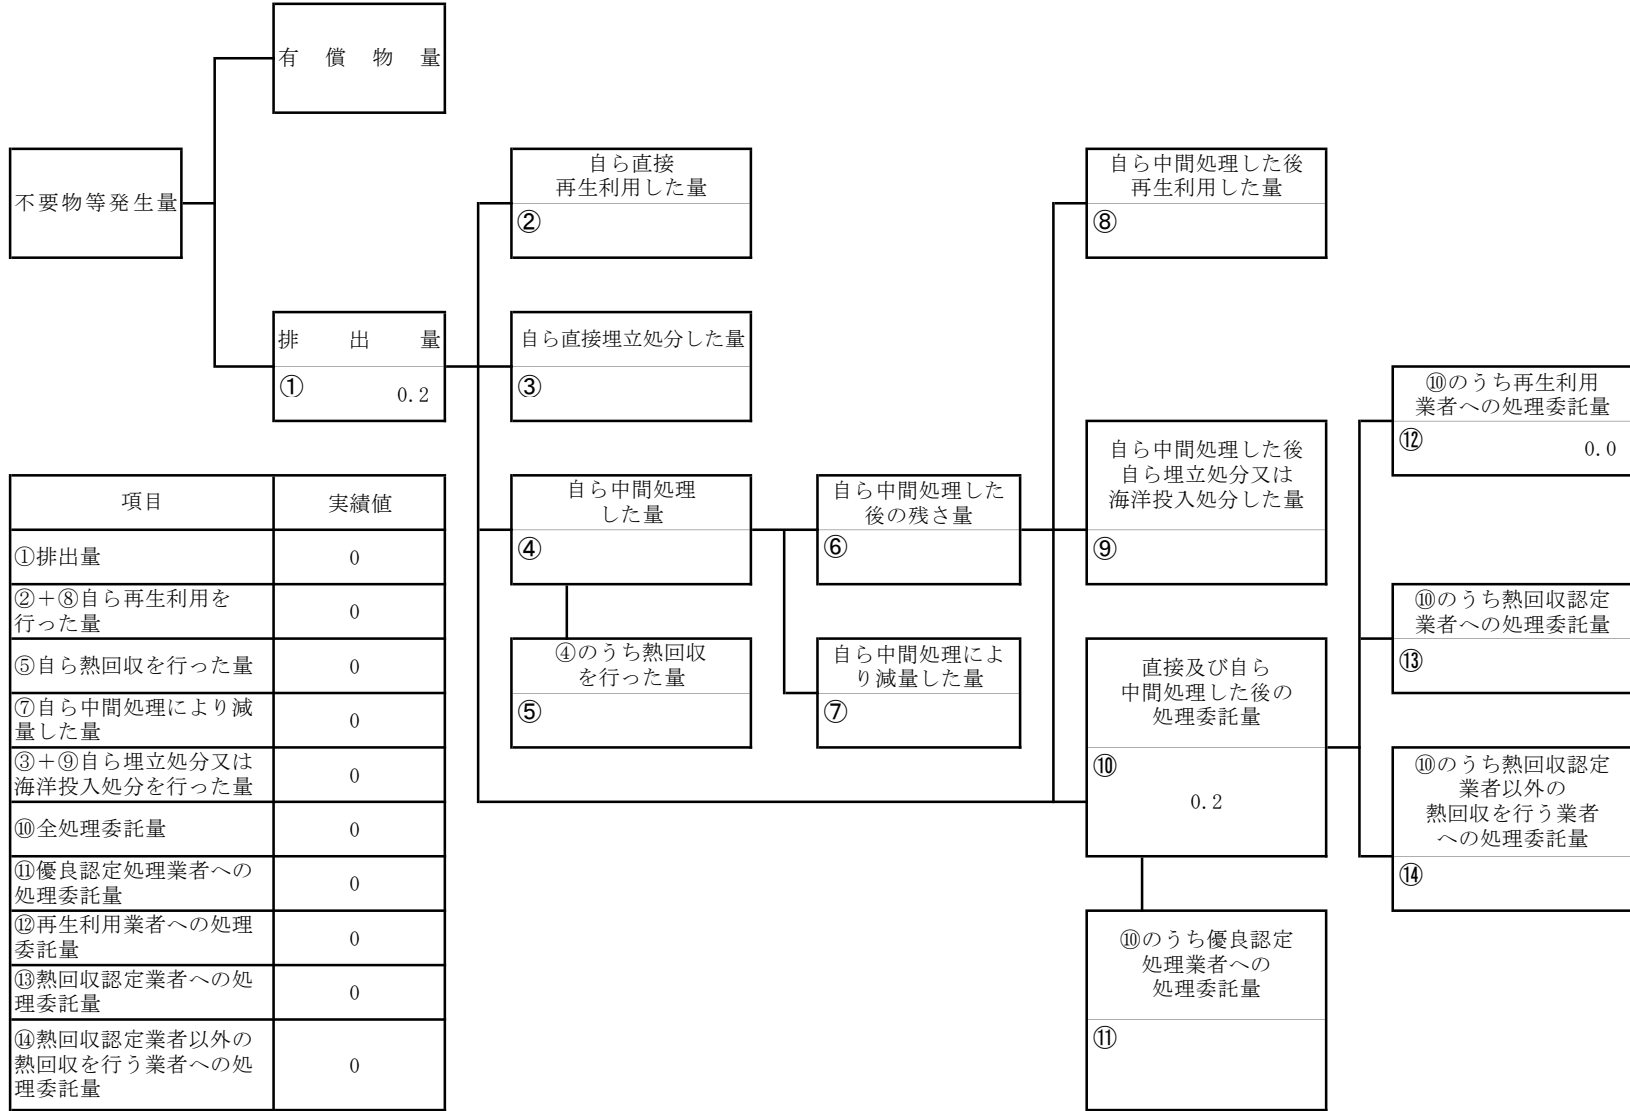 有償物量
不要物等発生量
排出量
①
0.2
自ら直接
再生利用した量
②
自ら直接埋立処分した量
③
自ら中間処理
した量
④
④のうち熱回収
を行った量
⑤
自ら中間処理した
後の残さ量
⑥
自ら中間処理によ
り減量した量
⑦
自ら中間処理した後
再生利用した量
⑧
自ら中間処理した後
自ら埋立処分又は
海洋投入処分した量
⑨
直接及び自ら
中間処理した後の
処理委託量
⑩
0.2
⑩のうち優良認定
処理業者への
処理委託量
⑪
⑩のうち再生利用
業者への処理委託量
⑫
0.0
⑩のうち熱回収認定
業者への処理委託量
⑬
⑩のうち熱回収認定
業者以外の
熱回収を行う業者
への処理委託量
⑭
項目 実績値
①排出量 0
②+⑧自ら再生利用を
行った量 0
⑤自ら熱回収を行った量 0
⑦自ら中間処理により減
量した量 0
③+⑨自ら埋立処分又は
海洋投入処分を行った量 0
⑩全処理委託量 0
⑪優良認定処理業者への
処理委託量 0
⑫再生利用業者への処理
委託量 0
⑬熱回収認定業者への処
理委託量 0
⑭熱回収認定業者以外の
熱回収を行う業者への処
理委託量 0